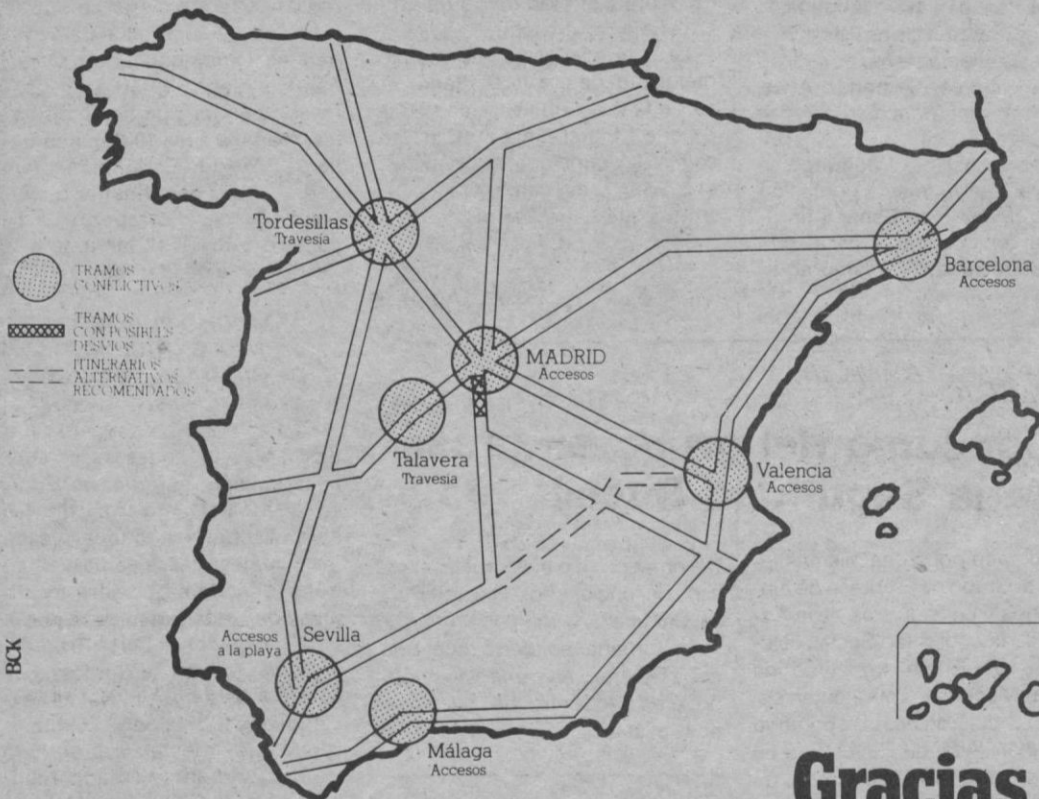 Tordesillas
Travesia
TRAMOS
CONFLICTIVOS
TRAMOS
CON POSIBLES
DESVIOS
ITINERARIOS
ALTERNATIVOS
RECOMENDADOS
Barcelona
Accesos
MADRID
Accesos
Talavera
Travesia
Valencia
Accesos
Accesos
a la playa
Sevilla
BCK
Málaga
Accesos
Gracias